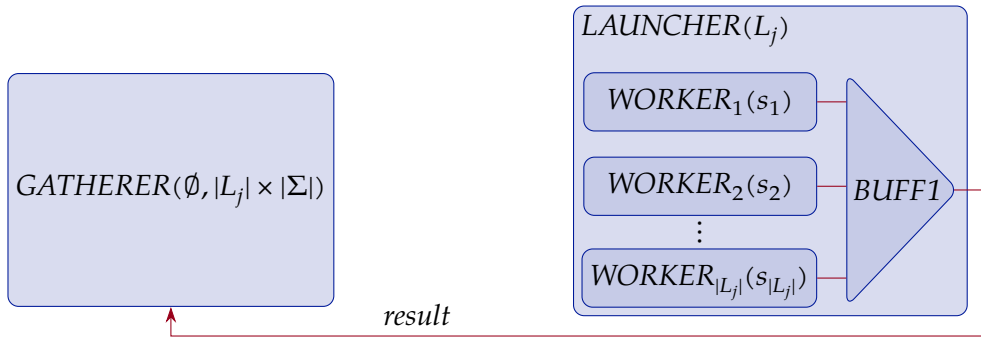 GATHERER(∅, |L_j| × |Σ|)
LAUNCHER(L_j)
WORKER_1(s_1)
WORKER_2(s_2)
⋮
WORKER_{|L_j|}(s_{|L_j|})
BUFF1
result